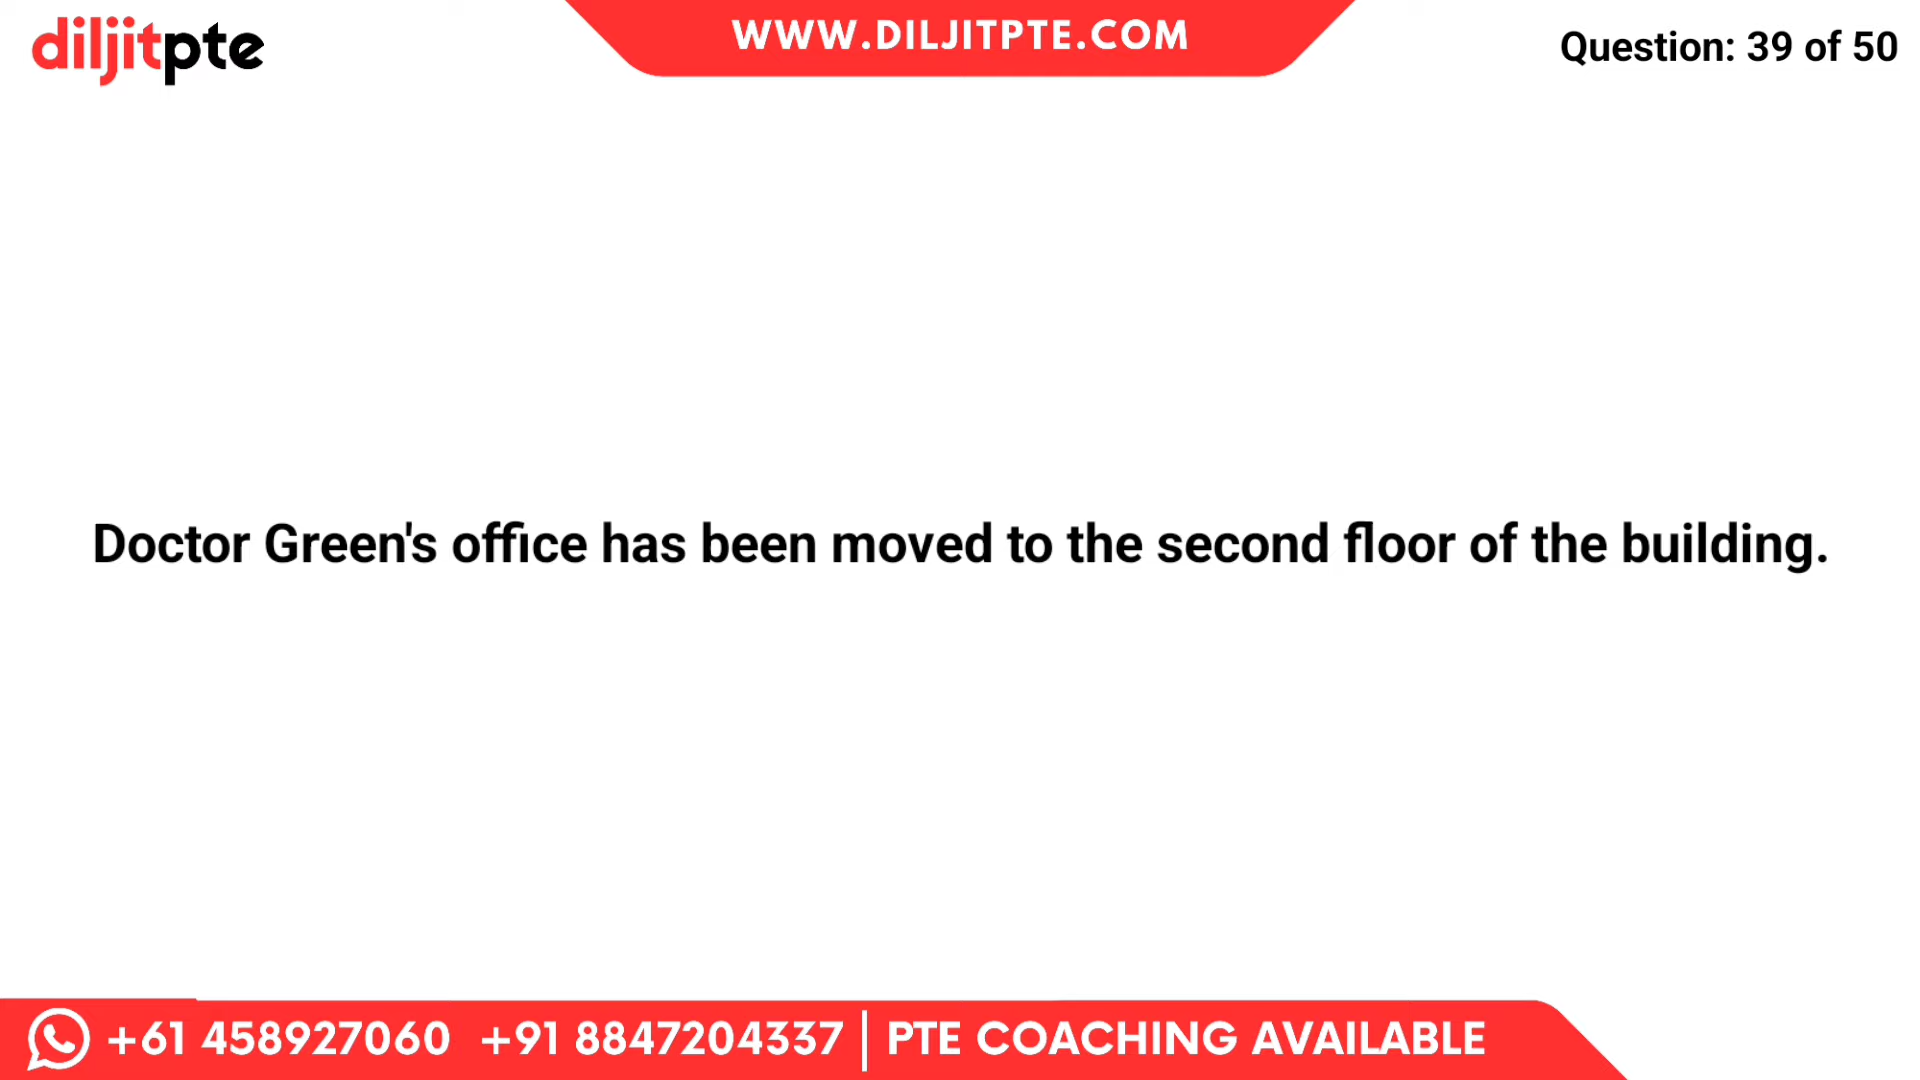 diljitpte
WWW.DILJITPTE.COM
Question: 39 of 50
Doctor Green's office has been moved to the second floor of the building.
+61 458927060 +91 8847204337 | PTE COACHING AVAILABLE